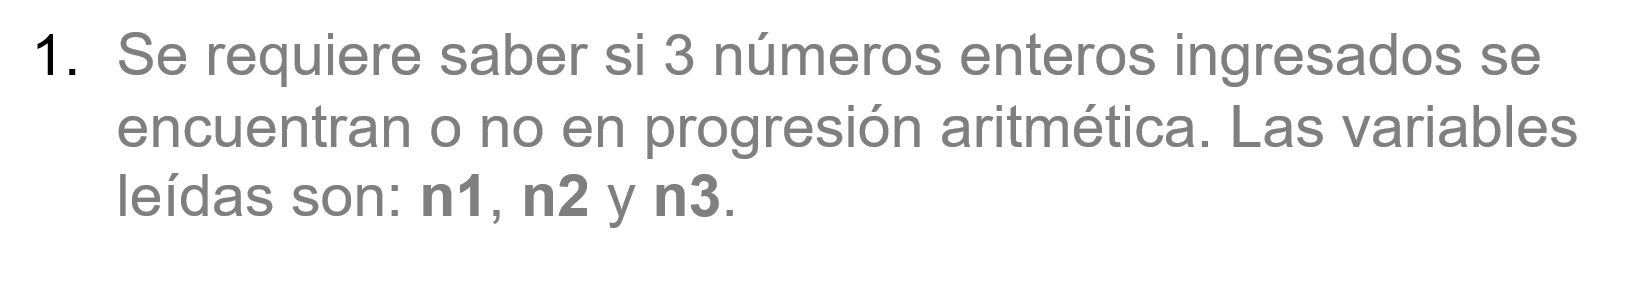 1. Se requiere saber si 3 números enteros ingresados se
encuentran o no en progresión aritmética. Las variables
leídas son: n1, n2 y n3.